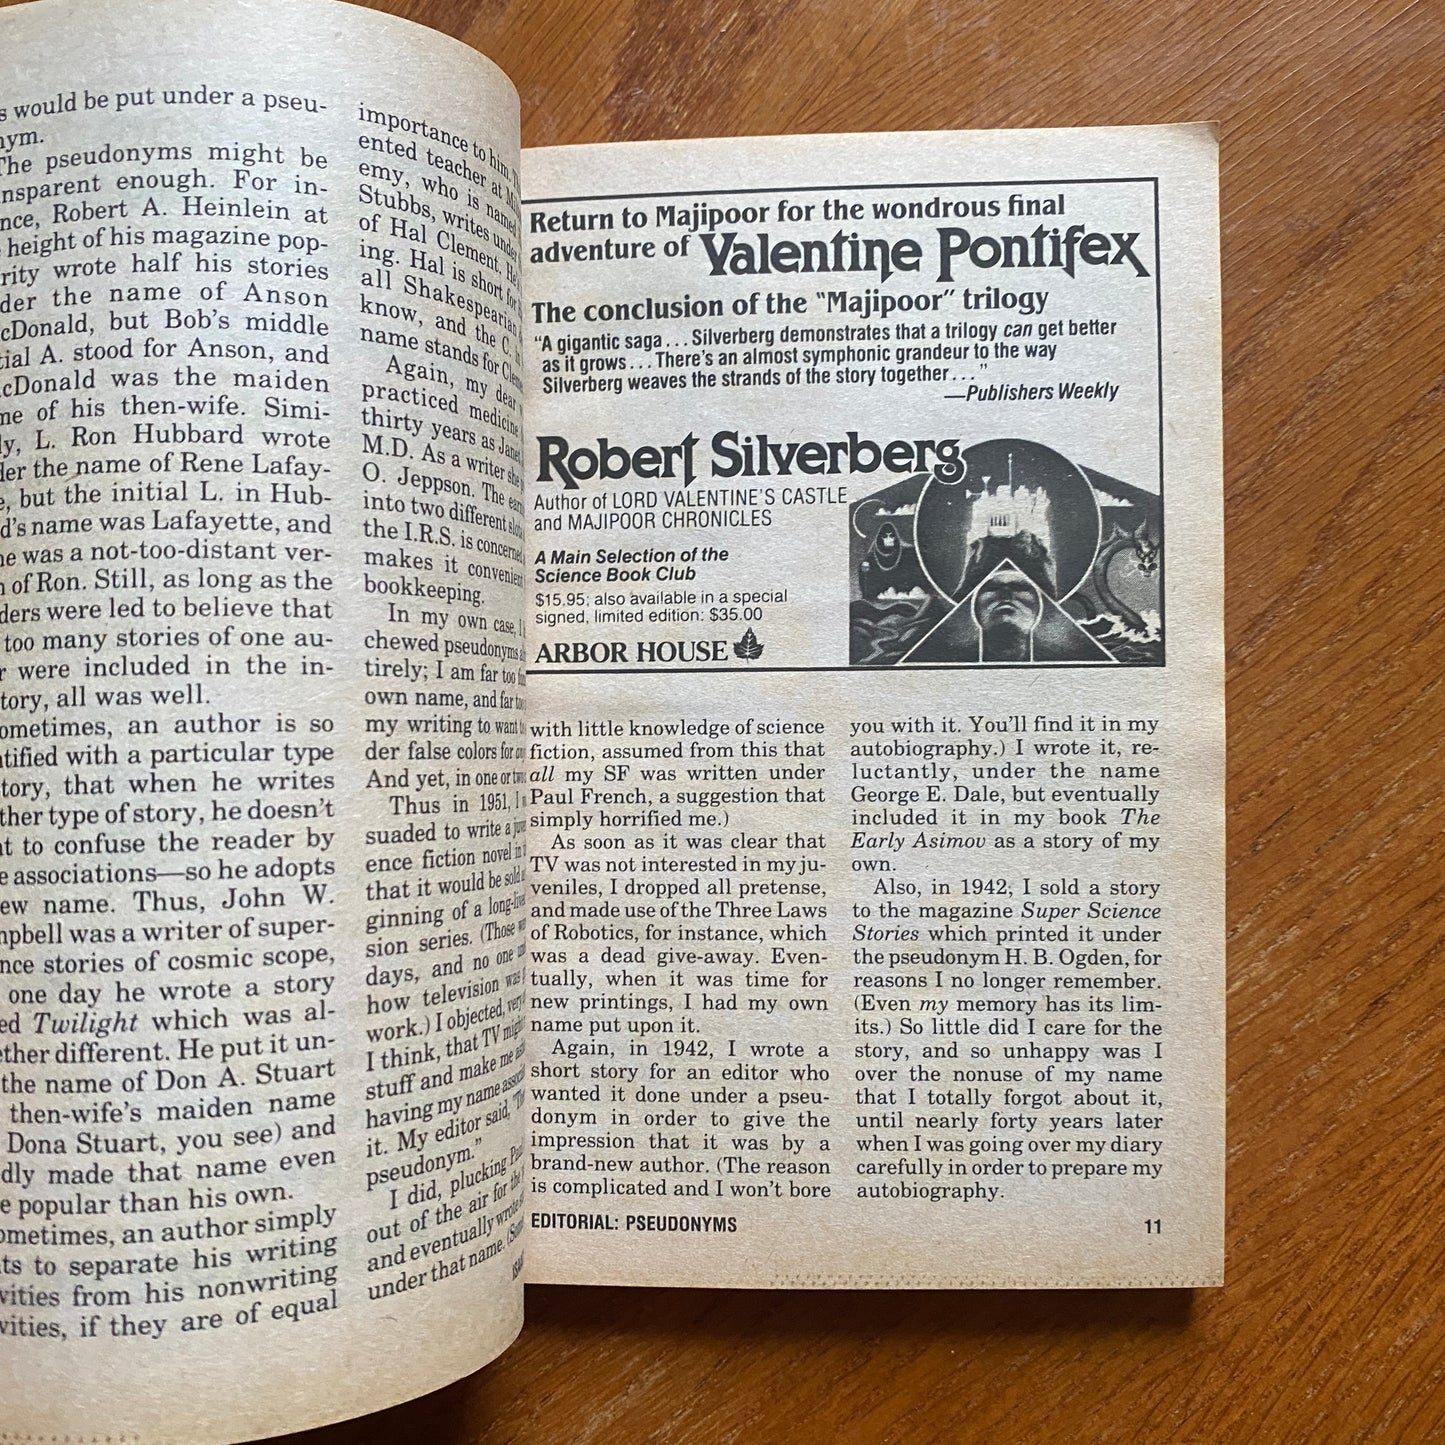 s would be put under a pseu-
nym.
The pseudonyms might be
nsparent enough. For in-
nce, Robert A. Heinlein at
height of his magazine pop-
rity wrote half his stories
der the name of Anson
cDonald, but Bob's middle
tial A. stood for Anson, and
cDonald was the maiden
me of his then-wife. Simi-
ly, L. Ron Hubbard wrote
der the name of Rene Lafay-
e, but the initial L. in Hub-
d's name was Lafayette, and
ne was a not-too-distant ver-
n of Ron. Still, as long as the
ders were led to believe that
too many stories of one au-
r were included in the in-
tory, all was well.
ometimes, an author is so
ntified with a particular type
tory, that when he writes
ther type of story, he doesn't
nt to confuse the reader by
e associations—so he adopts
ew name. Thus, John W.
mpbell was a writer of super-
nce stories of cosmic scope,
one day he wrote a story
ed Twilight which was al-
ether different. He put it un-
the name of Don A. Stuart
then-wife's maiden name
Dona Stuart, you see) and
dly made that name even
e popular than his own.
ometimes, an author simply
ts to separate his writing
vities from his nonwriting
vities, if they are of equal
importance to him.
ented teacher at
emy, who is named
Stubbs, writes under
of Hal Clement. He
ing. Hal is short for
all Shakespearian
know, and the C. in
name stands for Cleme
Again, my dear w
practiced medicine
thirty years as Janet
M.D. As a writer she
O. Jeppson. The earn
into two different slots
the I.R.S. is concerned
makes it convenient
bookkeeping.
In my own case, I
chewed pseudonyms
tirely; I am far too
own name, and far too
my writing to want to
der false colors for
And yet, in one or two
Thus in 1951, I
suaded to write a juve
ence fiction novel in
that it would be sold
ginning of a long-live
sion series. (Those were
days, and no one
how television was
work.) I objected, very
I think, that TV might
stuff and make me
having my name associ
it. My editor said,
pseudonym."
I did, plucking Paul
out of the air for the
and eventually wrote
under that name.
Return to Majipoor for the wondrous final
adventure of Valentine Pontifex
The conclusion of the "Majipoor" trilogy
"A gigantic saga . . . Silverberg demonstrates that a trilogy can get better
as it grows . . . There's an almost symphonic grandeur to the way
Silverberg weaves the strands of the story together . . ."
—Publishers Weekly
Robert Silverberg
Author of LORD VALENTINE'S CASTLE
and MAJIPOOR CHRONICLES
A Main Selection of the
Science Book Club
$15.95; also available in a special
signed, limited edition: $35.00
ARBOR HOUSE
with little knowledge of science
fiction, assumed from this that
all my SF was written under
Paul French, a suggestion that
simply horrified me.)
As soon as it was clear that
TV was not interested in my ju-
veniles, I dropped all pretense,
and made use of the Three Laws
of Robotics, for instance, which
was a dead give-away. Even-
tually, when it was time for
new printings, I had my own
name put upon it.
Again, in 1942, I wrote a
short story for an editor who
wanted it done under a pseu-
donym in order to give the
impression that it was by a
brand-new author. (The reason
is complicated and I won't bore
you with it. You'll find it in my
autobiography.) I wrote it, re-
luctantly, under the name
George E. Dale, but eventually
included it in my book The
Early Asimov as a story of my
own.
Also, in 1942, I sold a story
to the magazine Super Science
Stories which printed it under
the pseudonym H. B. Ogden, for
reasons I no longer remember.
(Even my memory has its lim-
its.) So little did I care for the
story, and so unhappy was I
over the nonuse of my name
that I totally forgot about it,
until nearly forty years later
when I was going over my diary
carefully in order to prepare my
autobiography.
EDITORIAL: PSEUDONYMS
11